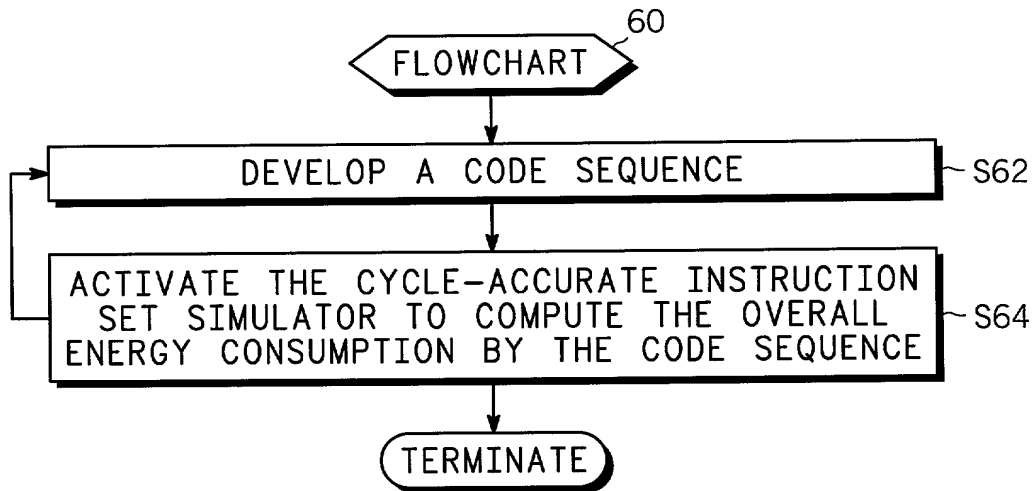 60
FLOWCHART
DEVELOP A CODE SEQUENCE
S62
ACTIVATE THE CYCLE-ACCURATE INSTRUCTION
SET SIMULATOR TO COMPUTE THE OVERALL
ENERGY CONSUMPTION BY THE CODE SEQUENCE
S64
TERMINATE